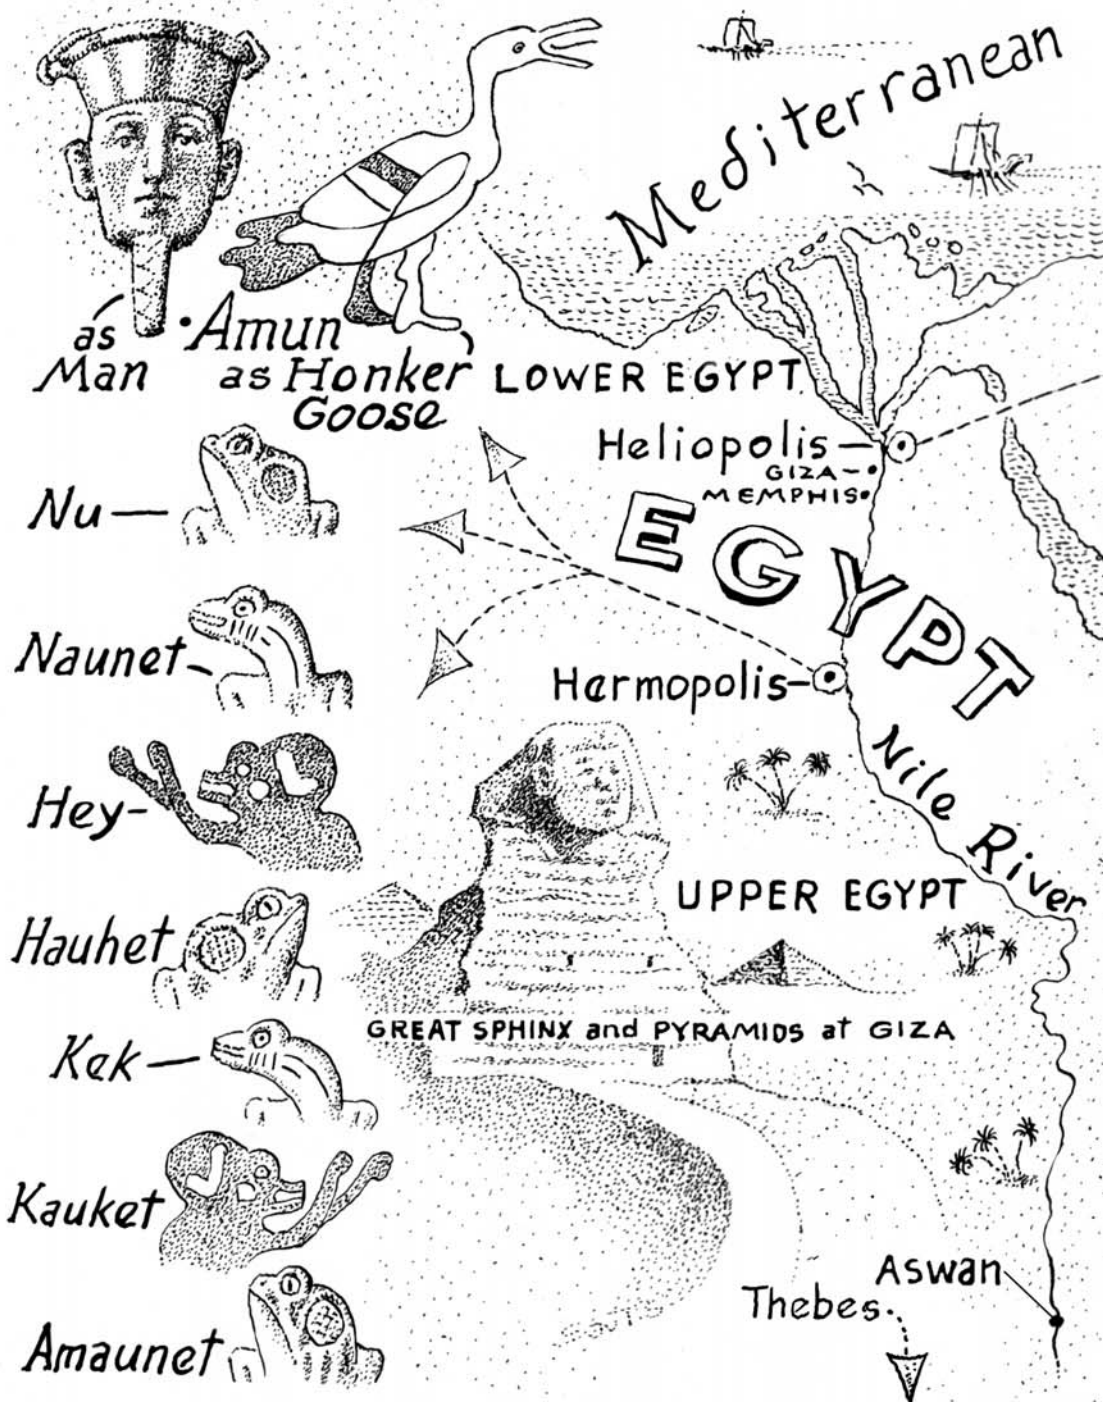 Mediterranean
as
Man
•Amun
as Honker
Goose
LOWER EGYPT
Heliopolis
GIZA
MEMPHIS
EGYPT
Nu
Naunet
Hermopolis
Nile River
Hey
UPPER EGYPT
Hauhet
GREAT SPHINX and PYRAMIDS at GIZA
Kek
Kauket
Aswan
Thebes
Amaunet